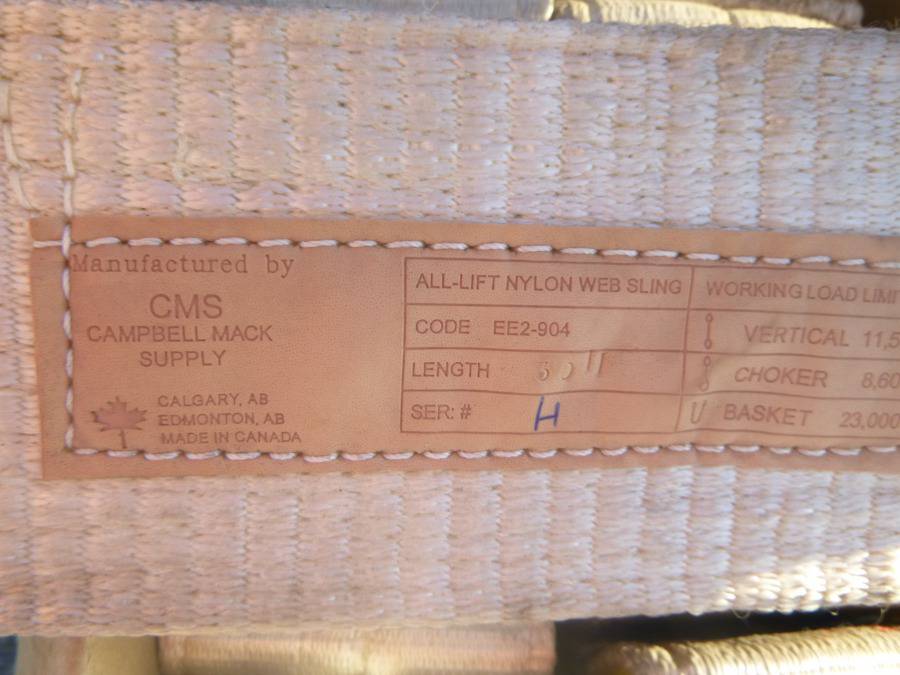 Manufactured by
CMS
CAMPBELL MACK
SUPPLY
CALGARY, AB
EDMONTON, AB
MADE IN CANADA
ALL-LIFT NYLON WEB SLING
CODE EE2-904
LENGTH
SER: # H
WORKING LOAD LIMI
VERTICAL 11,5
CHOKER 8,60
BASKET 23,000